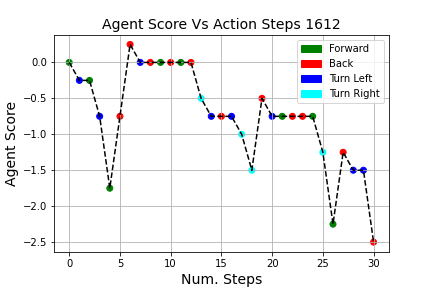 Agent Score Vs Action Steps 1612
Forward
Back
Turn Left
Turn Right
Agent Score
0.0
−0.5
−1.0
−1.5
−2.0
−2.5
0 5 10 15 20 25 30
Num. Steps